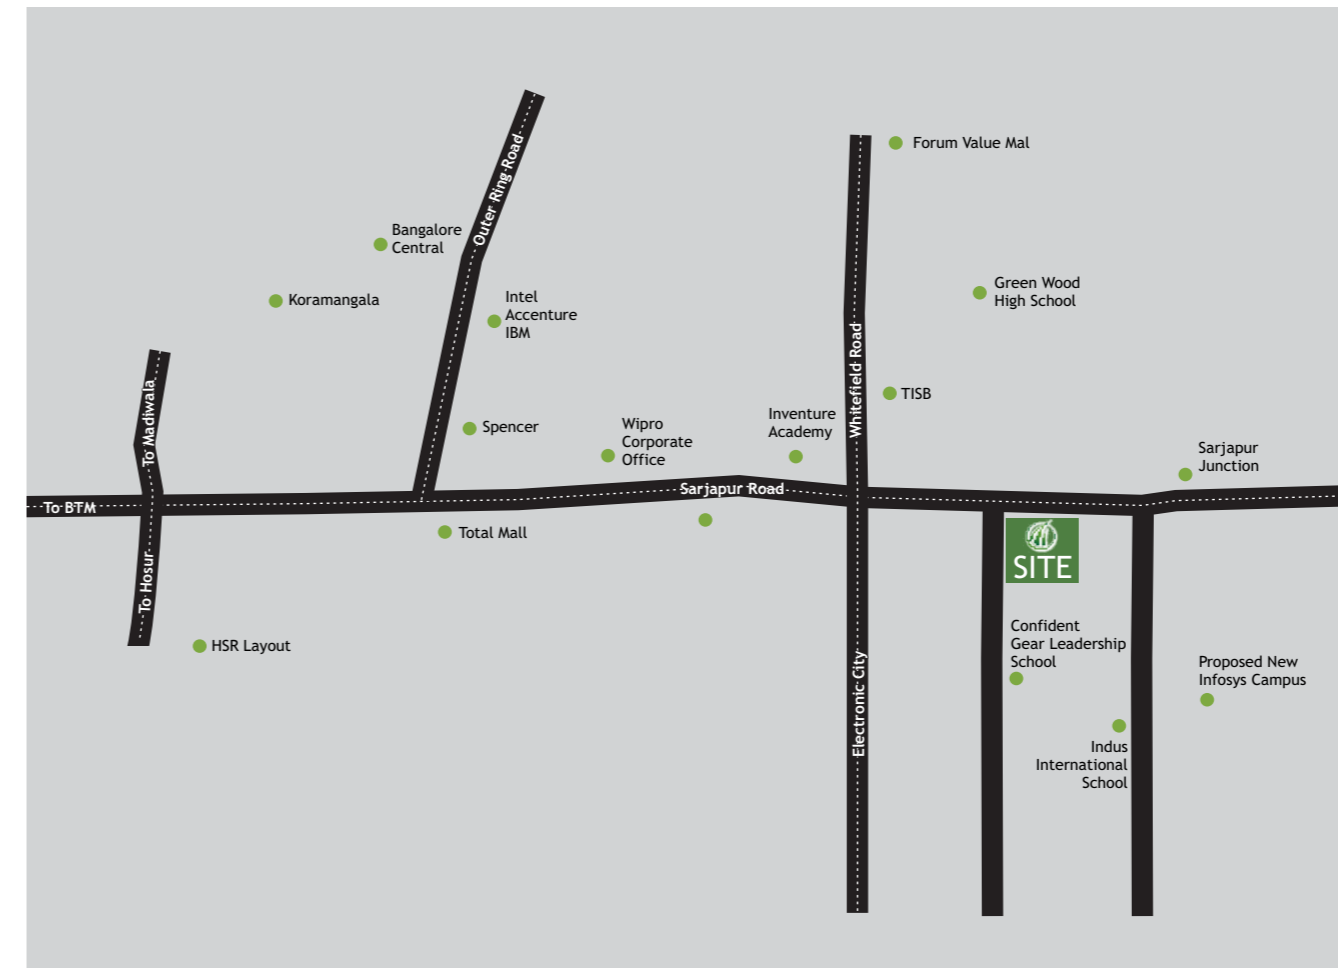 Forum Value Mal
Outer Ring Road
Bangalore
Central
Koramangala
Intel
Accenture
IBM
Green Wood
High School
To Madiwala
Whitefield Road
TISB
Spencer
Wipro
Corporate
Office
Inventure
Academy
Sarjapur
Junction
Sarjapur Road
To BTM
Total Mall
SITE
To Hosur
HSR Layout
Confident
Gear Leadership
School
Electronic City
Proposed New
Infosys Campus
Indus
International
School